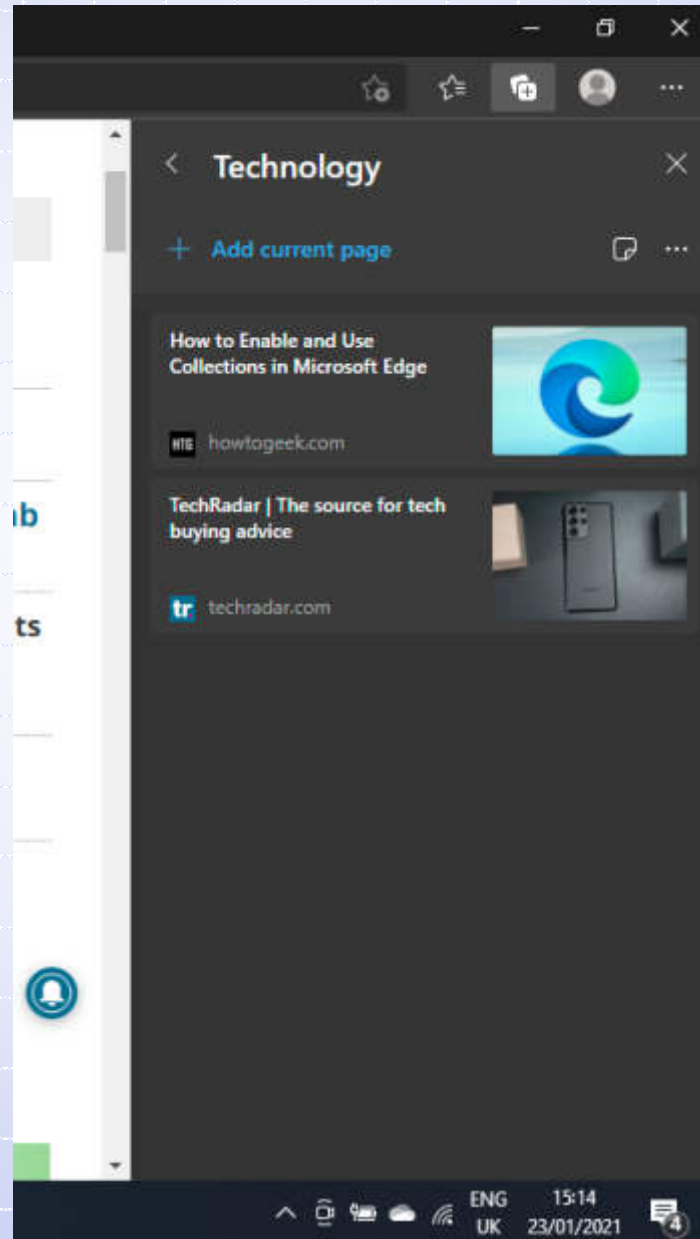 Technology
Add current page
How to Enable and Use
Collections in Microsoft Edge
HTG howtogeek.com
TechRadar | The source for tech
buying advice
tr techradar.com
ts
ENG 15:14
UK 23/01/2021
4